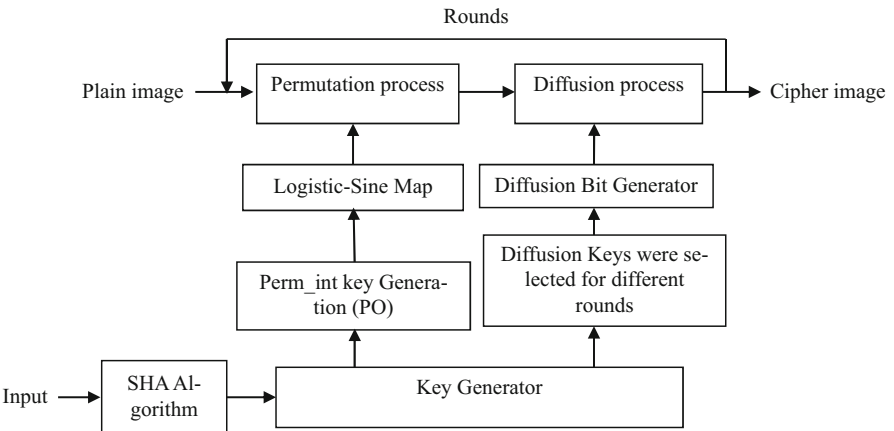 Rounds
Plain image
Permutation process
Diffusion process
Cipher image
Logistic-Sine Map
Diffusion Bit Generator
Perm_int key Genera-
tion (PO)
Diffusion Keys were se-
lected for different
rounds
Input
SHA Al-
gorithm
Key Generator